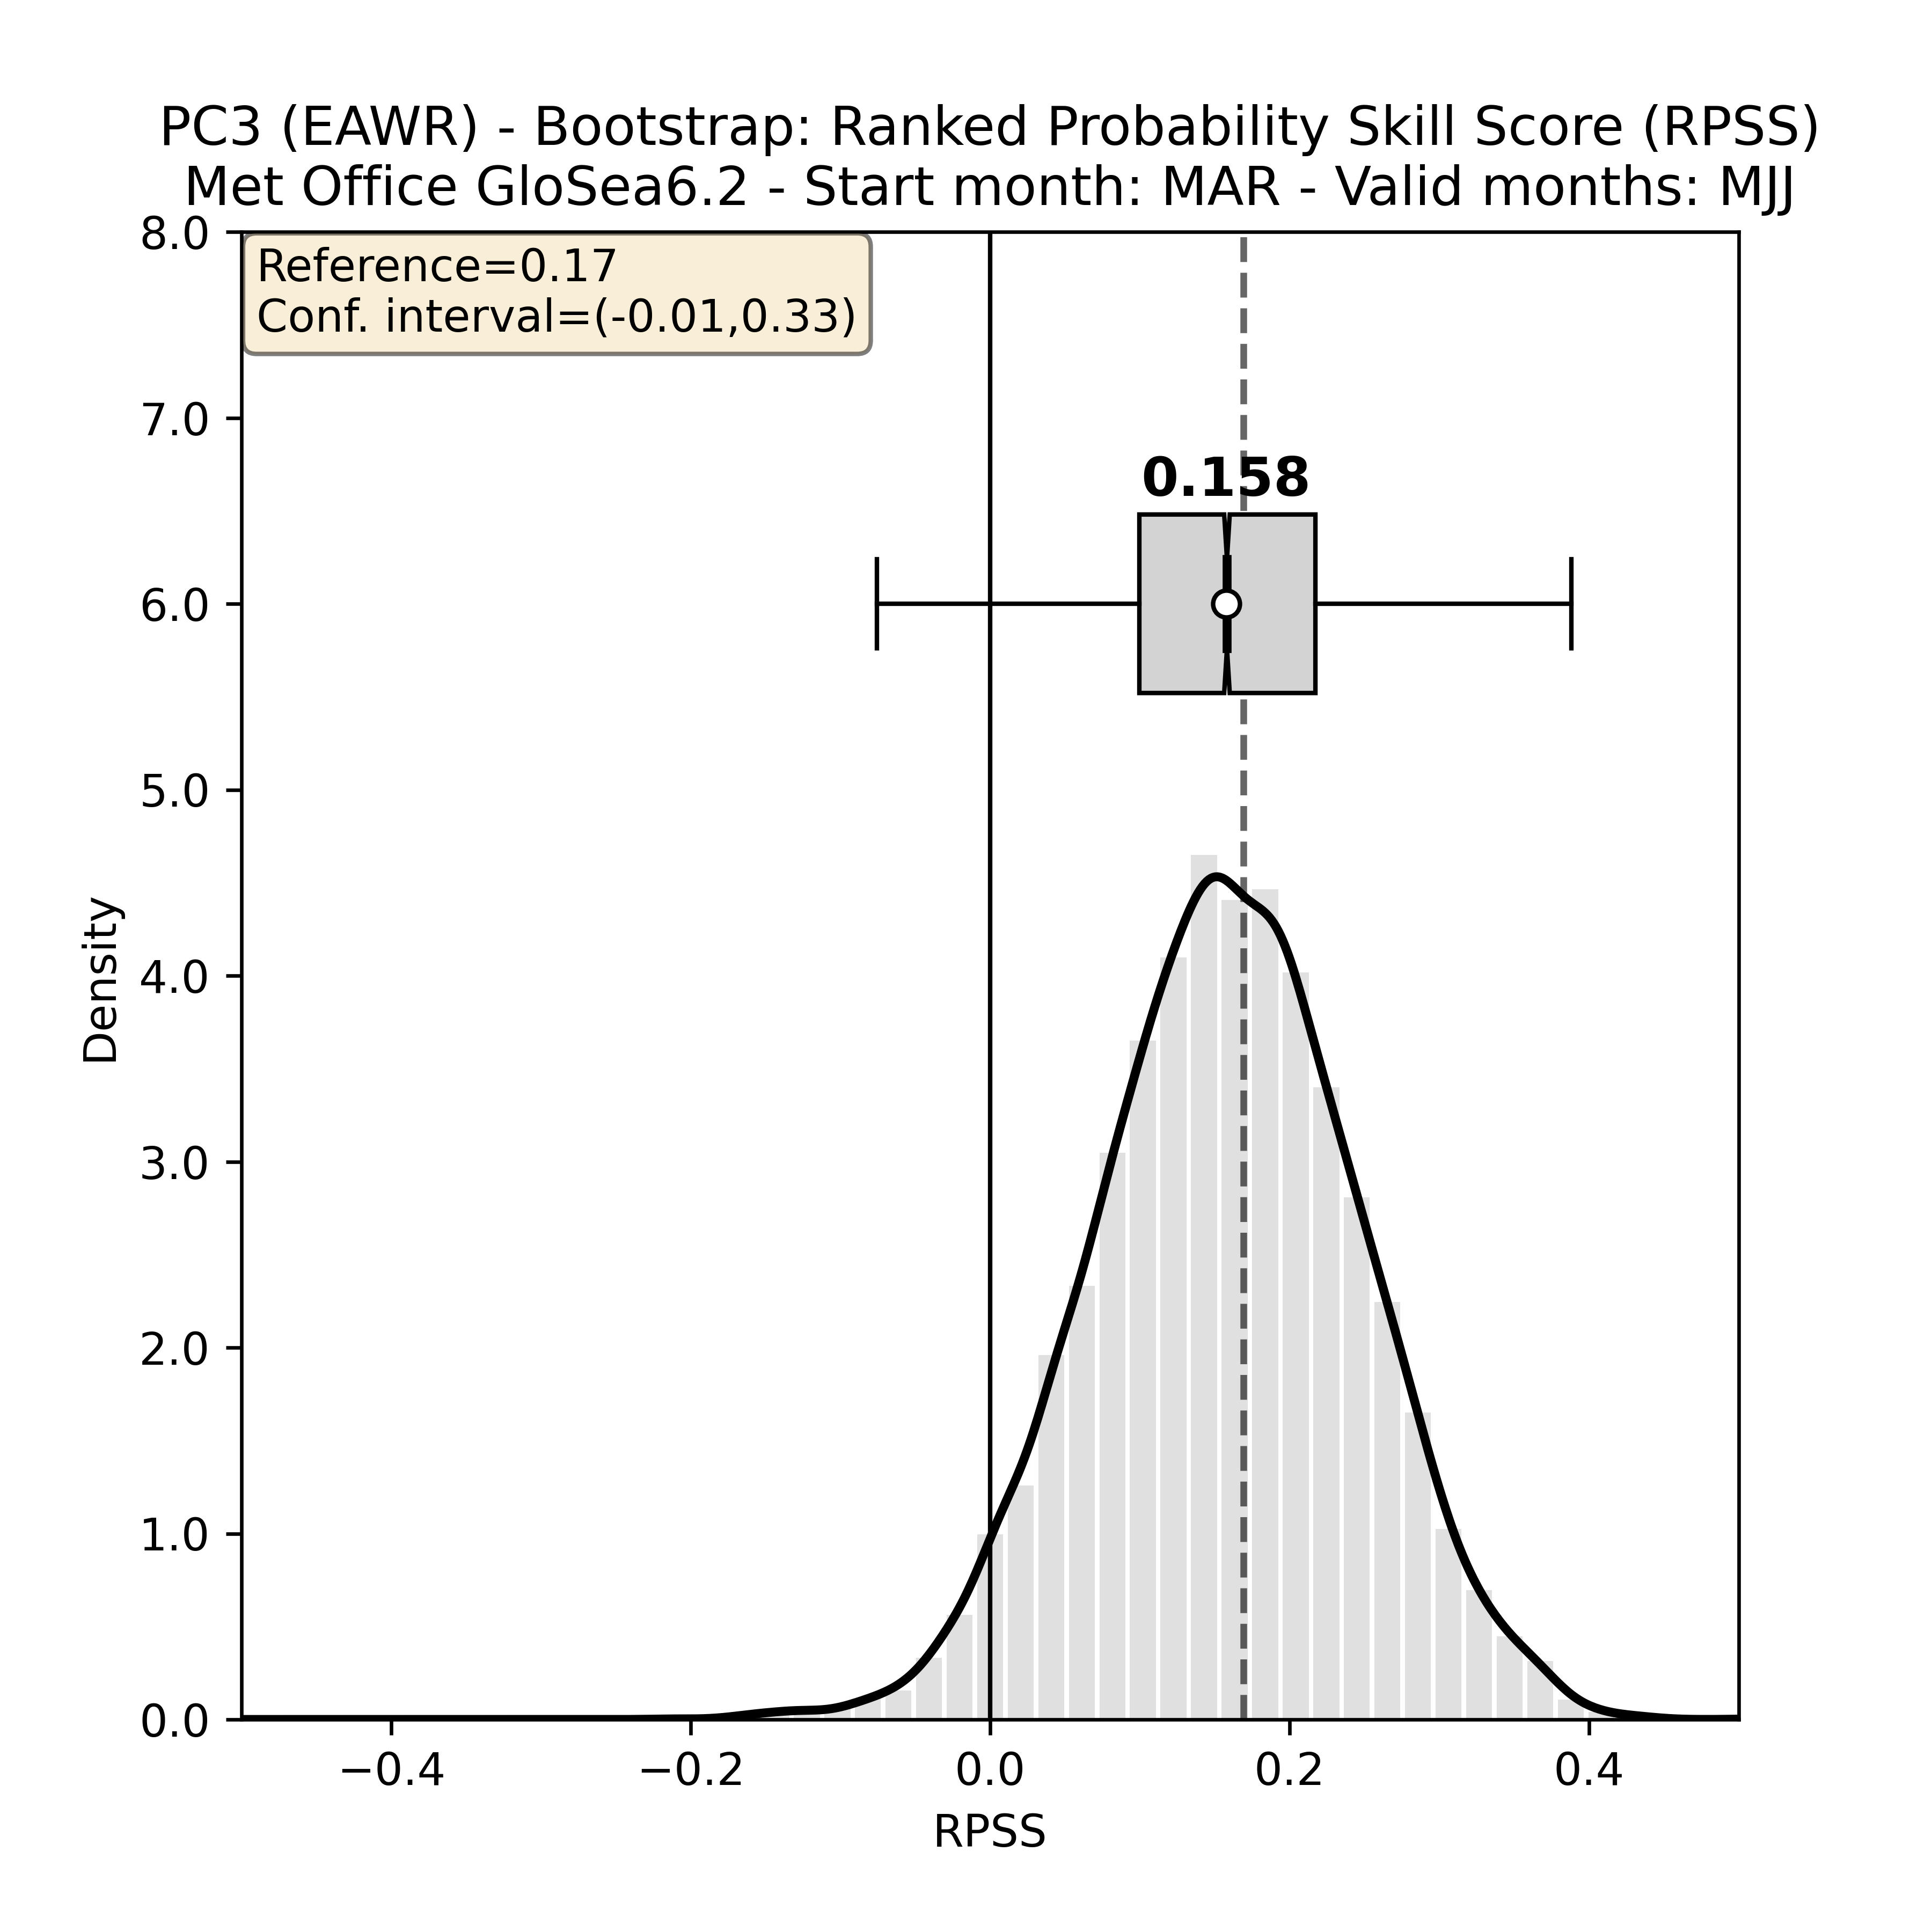 PC3 (EAWR) - Bootstrap: Ranked Probability Skill Score (RPSS)
Met Office GloSea6.2 - Start month: MAR - Valid months: MJJ
Reference=0.17
Conf. interval=(-0.01,0.33)
8.0
7.0
6.0
5.0
4.0
3.0
2.0
1.0
0.0
Density
0.158
−0.4
−0.2
0.0
0.2
0.4
RPSS